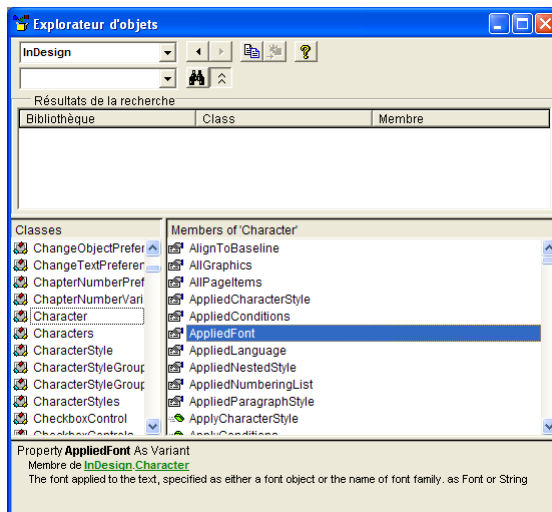 Explorateur d'objets
InDesign
Résultats de la recherche
Bibliothèque Class Membre
Classes
ChangeObjectPrefer
ChangeTextPreferen
ChapterNumberPref
ChapterNumberVari
Character
Characters
CharacterStyle
CharacterStyleGroup
CharacterStyleGroup
CharacterStyles
CheckboxControl
CheckboxControls
Members of 'Character'
AlignToBaseline
AllGraphics
AllPageItems
AppliedCharacterStyle
AppliedConditions
AppliedFont
AppliedLanguage
AppliedNestedStyle
AppliedNumberingList
AppliedParagraphStyle
ApplyCharacterStyle
ApplyConditions
Property AppliedFont As Variant
Membre de InDesign.Character
The font applied to the text, specified as either a font object or the name of font family. as Font or String